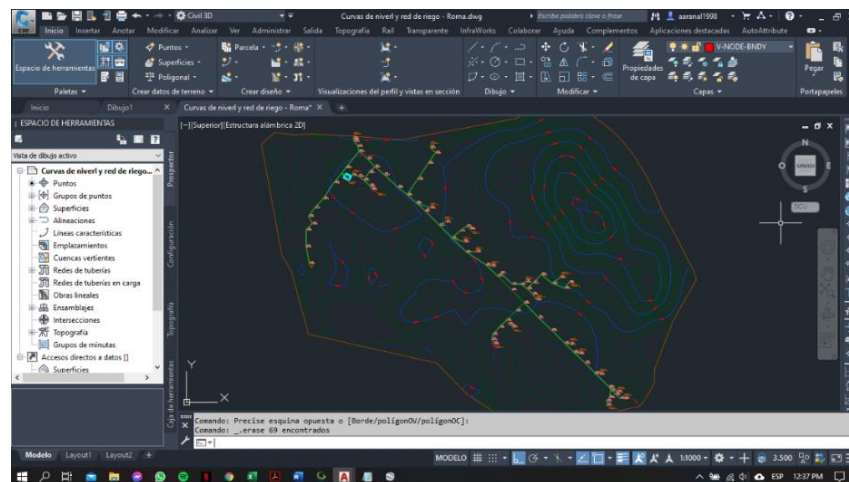 Civil 3D
Curvas de nivel y red de riego - Roma.dwg
Escriba palabra clave o frase
aaranal1998
Inicio Insertar Anotar Modificar Analizar Ver Administrar Salida Topografía Rail Transparente InfraWorks Colaborar Ayuda Complementos Aplicaciones destacadas AutoAttribute
Espacio de herramientas
Puntos
Superficies
Poligonal
Parcela
Propiedades de capa
V-NODE-BNDY
Pegar
Paletas
Crear datos de terreno
Crear diseño
Visualizaciones del perfil y vistas en sección
Dibujo
Modificar
Capas
Portapapeles
Inicio
Dibujo1
Curvas de nivel y red de riego - Roma*
ESPACIO DE HERRAMIENTAS
[-][Superior][Estructura alámbrica 2D]
Vista de dibujo activo
Curvas de niverl y red de riego...
Puntos
Grupos de puntos
Superficies
Alineaciones
Líneas características
Emplazamientos
Cuencas vertientes
Redes de tuberías
Redes de tuberías en carga
Obras lineales
Ensamblajes
Intersecciones
Topografía
Grupos de minutas
Accesos directos a datos []
Superficies
Prospector
Configuración
Topografía
Caja de herramientas
N
E
S
O
SCU
Y
X
Comando: Precise esquina opuesta o [Borde/polígonOV/polígonOC]:
Comando: _.erase 69 encontrados
Modelo
Layout1
Layout2
MODELO
1:1000
3.500
ESP
12:37 PM